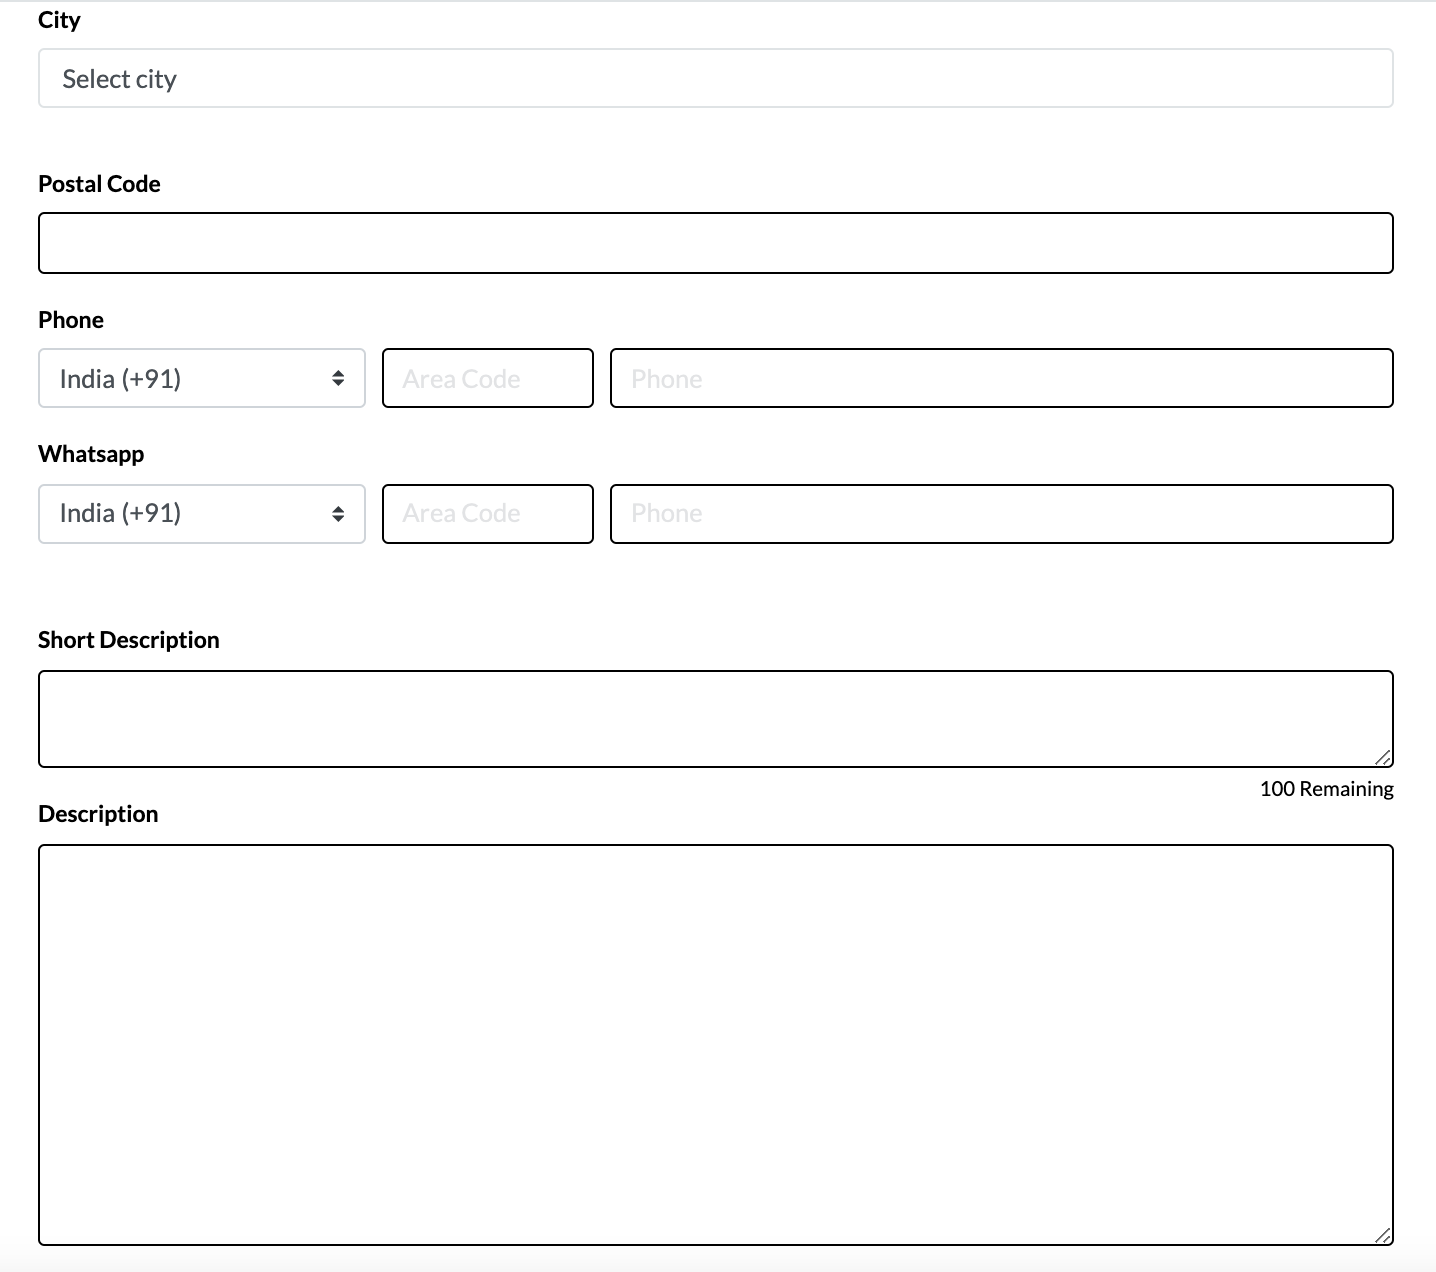 City
Select city
Postal Code
Phone
India (+91)
Area Code
Phone
Whatsapp
India (+91)
Area Code
Phone
Short Description
100 Remaining
Description